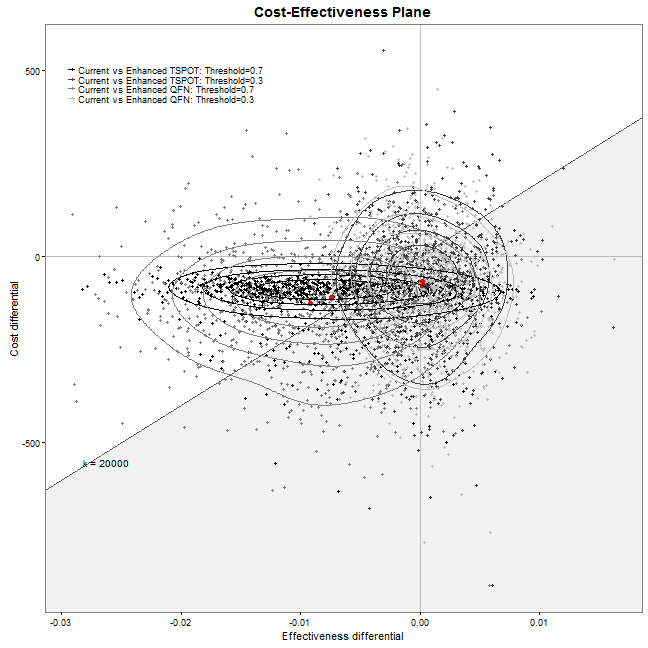 Cost-Effectiveness Plane
Current vs Enhanced TSPOT: Threshold=0.7
Current vs Enhanced TSPOT: Threshold=0.3
Current vs Enhanced QFN: Threshold=0.7
Current vs Enhanced QFN: Threshold=0.3
500
0
-500
Cost differential
k = 20000
-0.03 -0.02 -0.01 0.00 0.01
Effectiveness differential